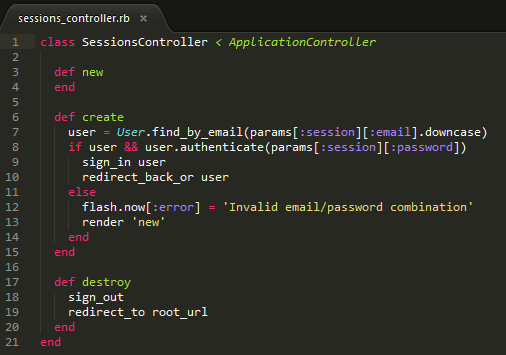 sessions_controller.rb ×
1 class SessionsController < ApplicationController
2
3   def new
4   end
5
6   def create
7     user = User.find_by_email(params[:session][:email].downcase)
8     if user && user.authenticate(params[:session][:password])
9       sign_in user
10       redirect_back_or user
11     else
12       flash.now[:error] = 'Invalid email/password combination'
13       render 'new'
14     end
15   end
16
17   def destroy
18     sign_out
19     redirect_to root_url
20   end
21 end